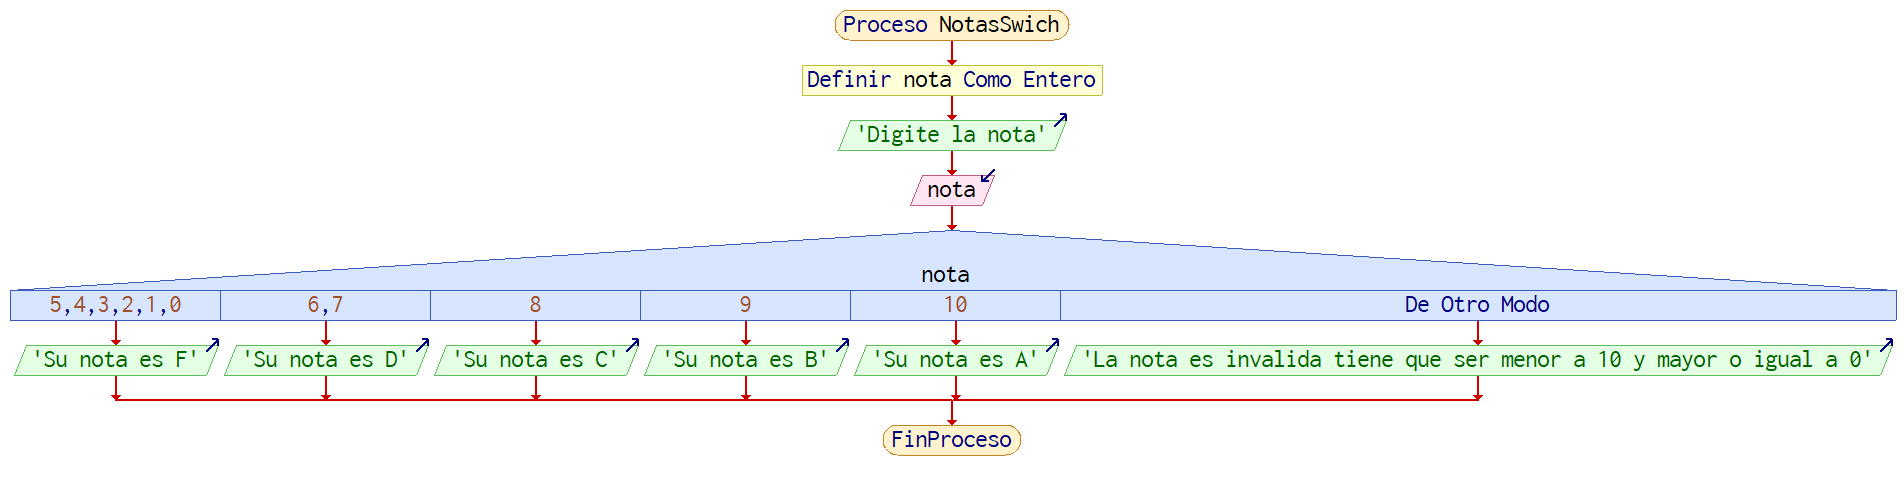 Proceso NotasSwich
Definir nota Como Entero
'Digite la nota'
nota
nota
5,4,3,2,1,0 6,7 8 9 10 De Otro Modo
'Su nota es F' 'Su nota es D' 'Su nota es C' 'Su nota es B' 'Su nota es A' 'La nota es invalida tiene que ser menor a 10 y mayor o igual a 0'
FinProceso